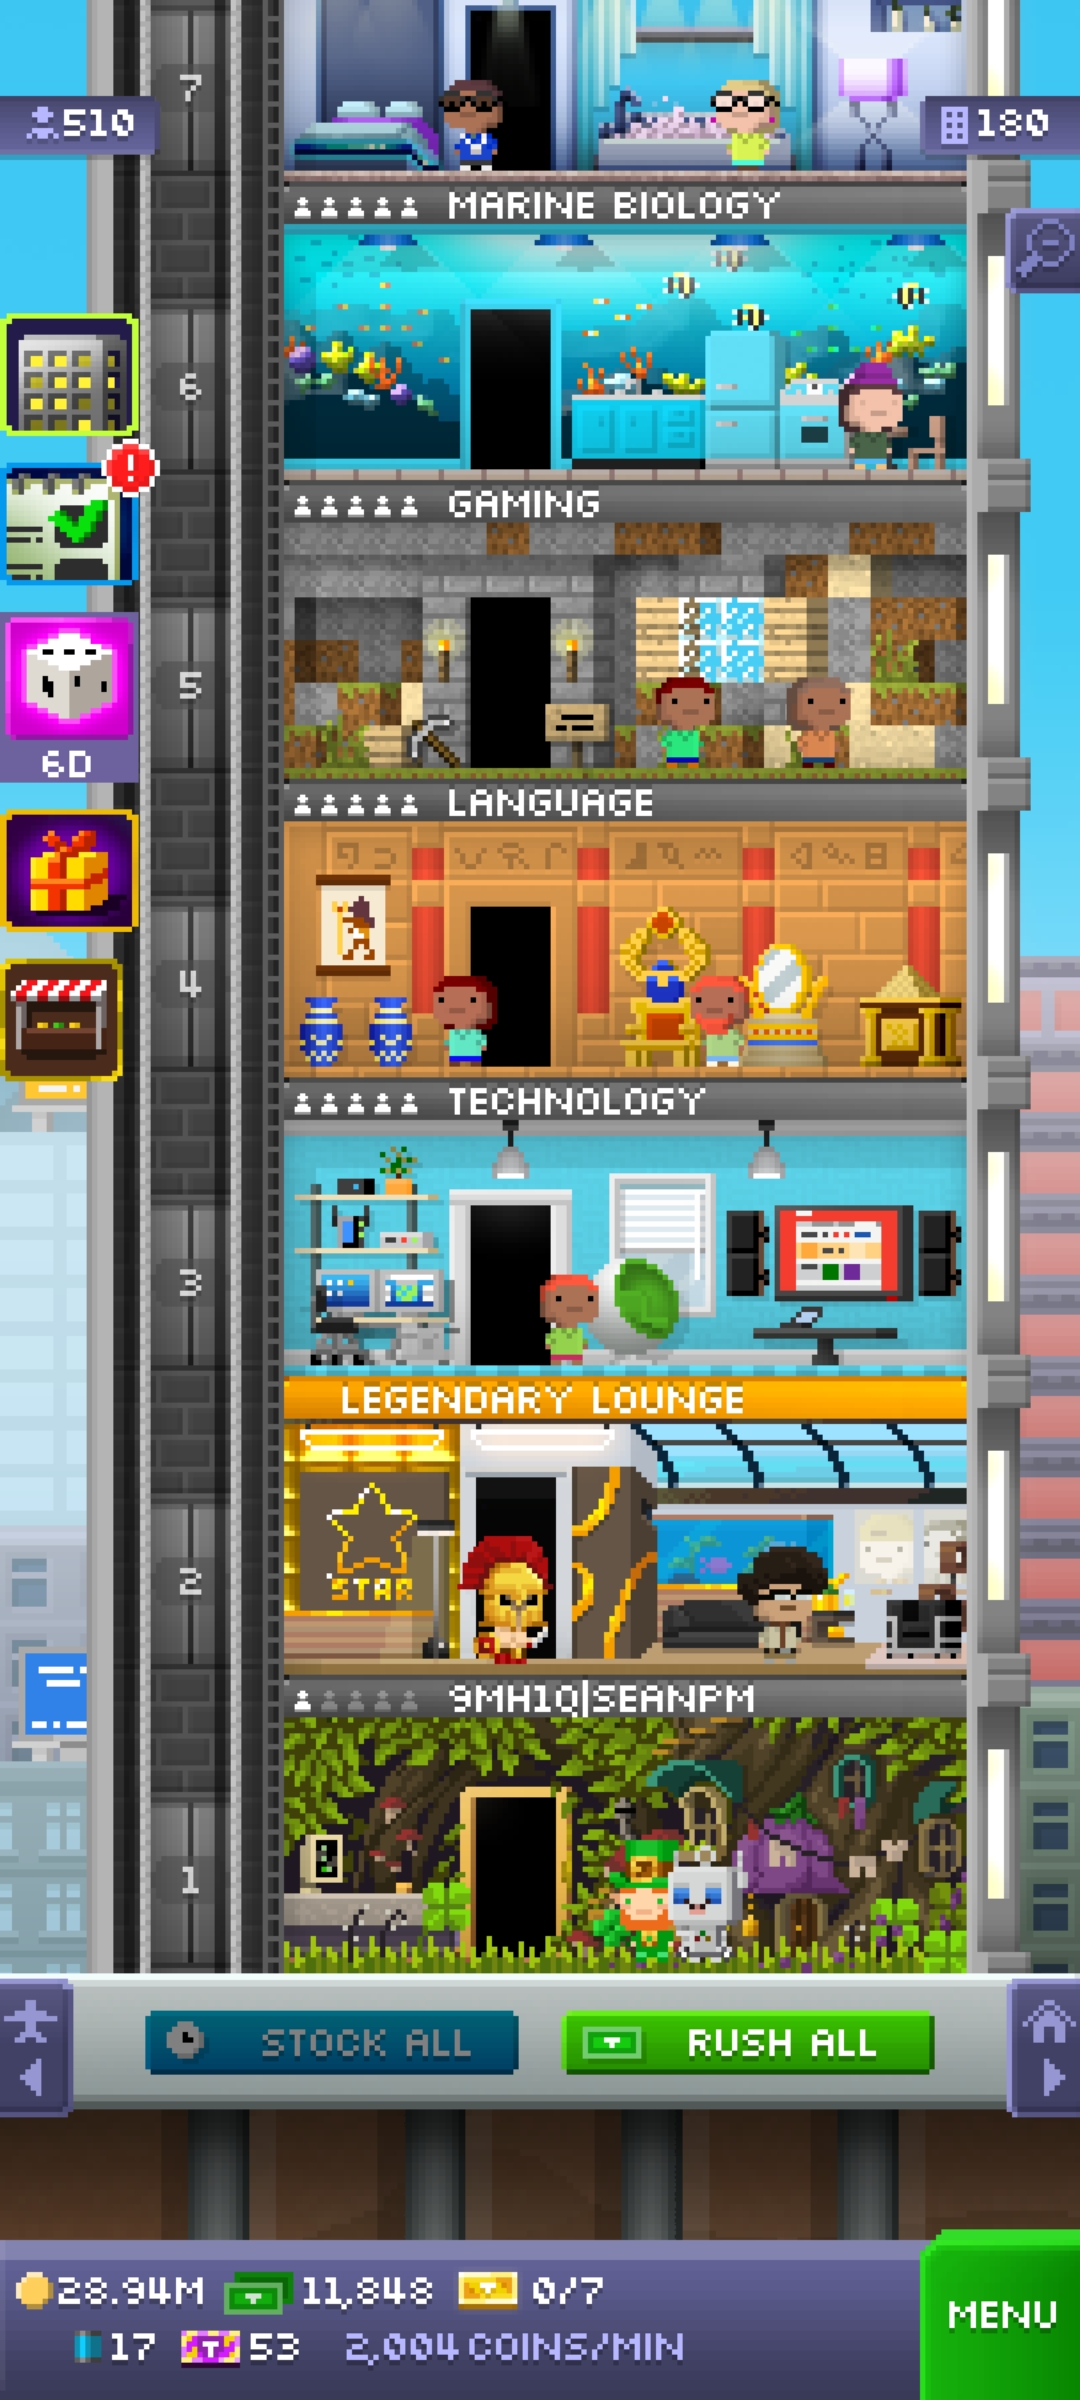 7
510
180
MARINE BIOLOGY
6
GAMING
5
6D
LANGUAGE
4
TECHNOLOGY
3
LEGENDARY LOUNGE
STAR
2
9MH1Q|SEANPM
1
STOCK ALL
RUSH ALL
28.94M 11,848 0/7
MENU
17 53 2,004 COINS/MIN